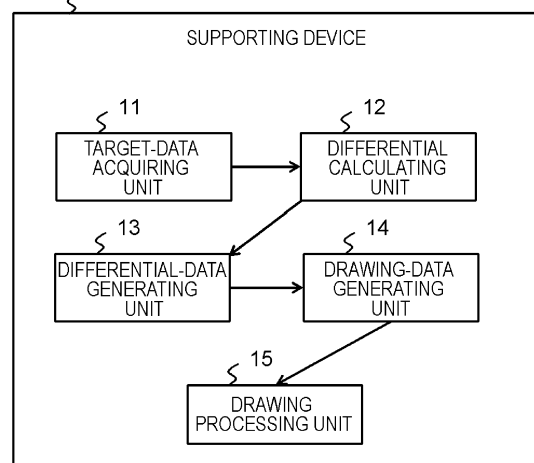 SUPPORTING DEVICE
11
12
TARGET-DATA
ACQUIRING
UNIT
DIFFERENTIAL
CALCULATING
UNIT
13
14
DIFFERENTIAL-DATA
GENERATING
UNIT
DRAWING-DATA
GENERATING
UNIT
15
DRAWING
PROCESSING UNIT